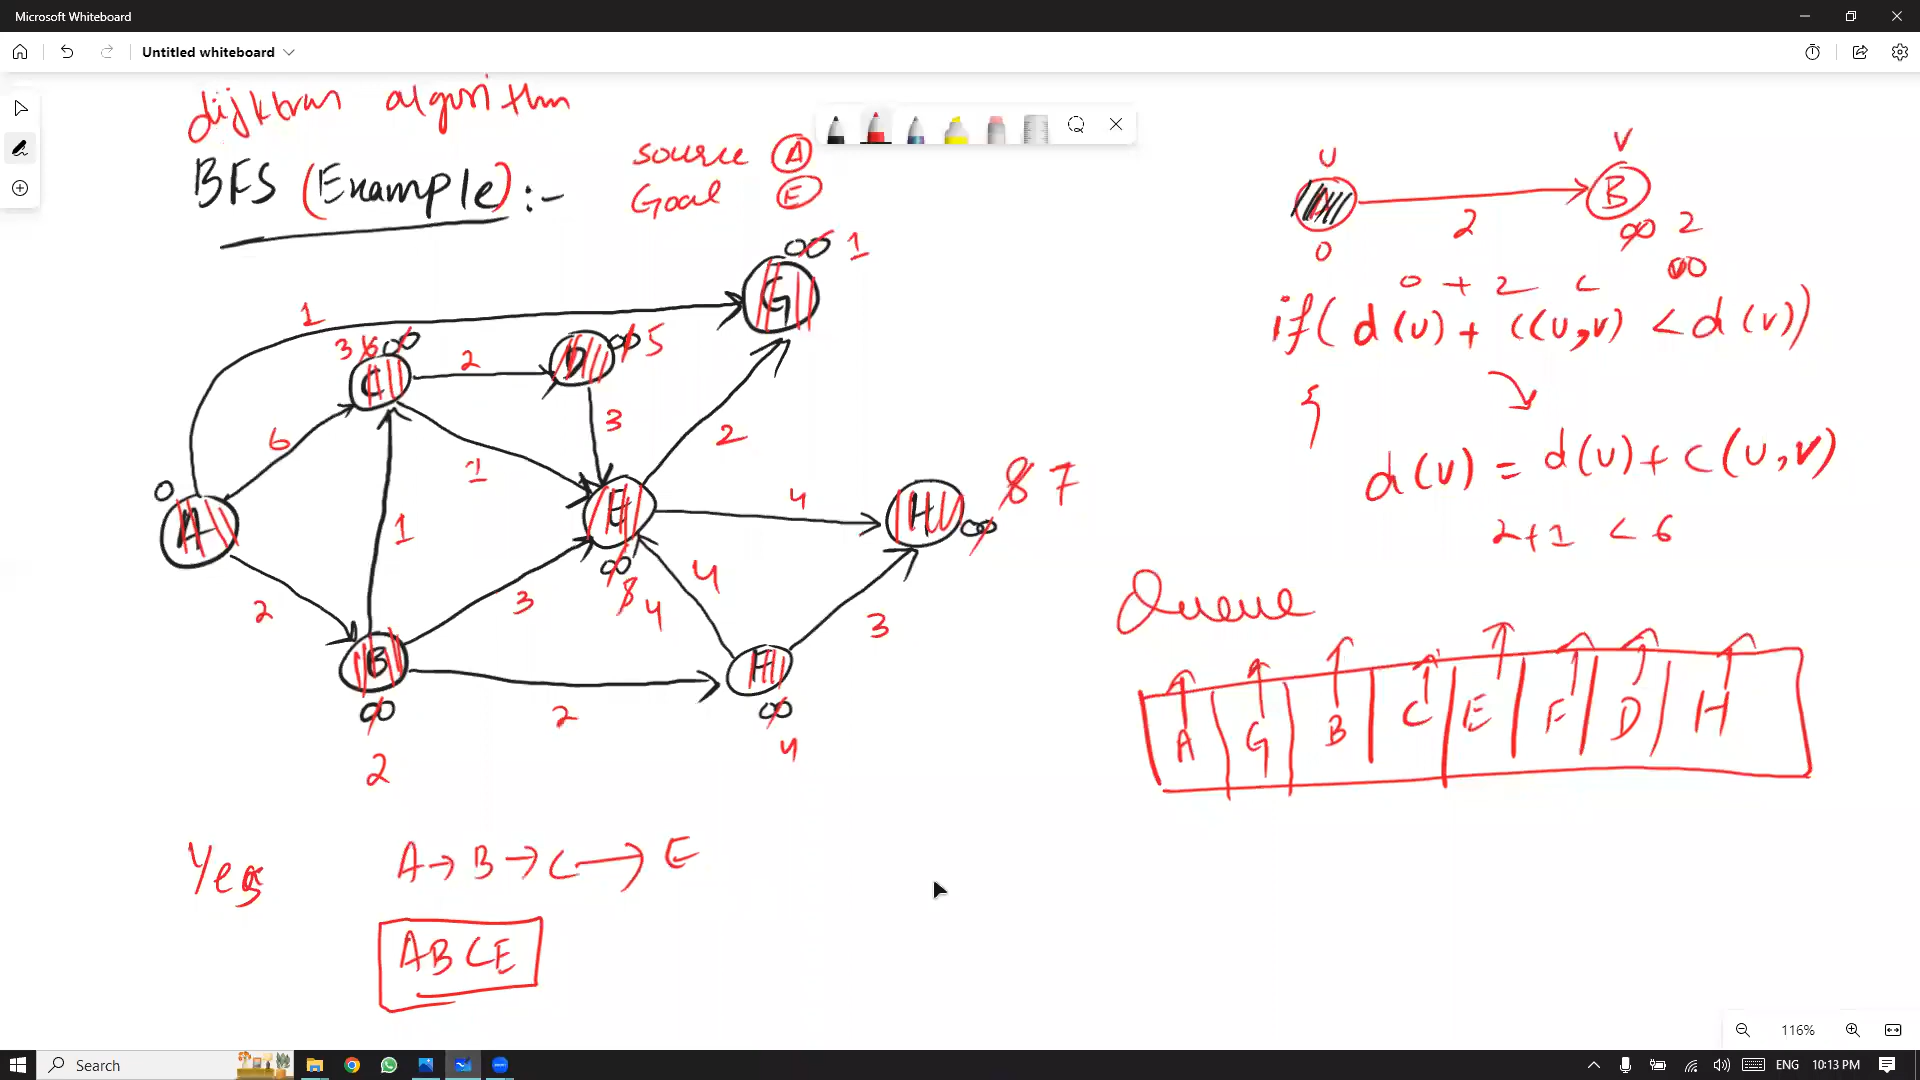 Microsoft Whiteboard
Untitled whiteboard
dijktran algorithm
BFS (Example) :-
source A
Goal E
∞ 1
G
1
3 6 ∞
C
2
D
∞ 5
6
1
3
2
0
A
1
E
∞
8 4
4
H
∞
8 7
2
3
4
3
B
∞
2
2
F
∞
4
Yes
A → B → C → E
ABCE
U
V
A
B
2
0
∞ 2
∞
0 + 2 <
if( d(u) + c(u,v) < d(v))
{
d(v) = d(u) + c(u,v)
2+1 < 6
Queue
A G B C E F D H
116%
Search
ENG
10:13 PM